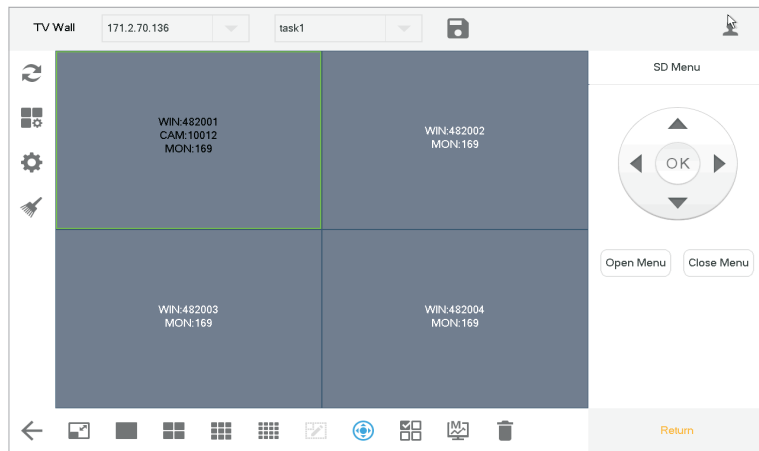 TV Wall
171.2.70.136
task1
SD Menu
WIN:482001
CAM:10012
MON:169
WIN:482002
MON:169
OK
Open Menu
Close Menu
WIN:482003
MON:169
WIN:482004
MON:169
M
Return